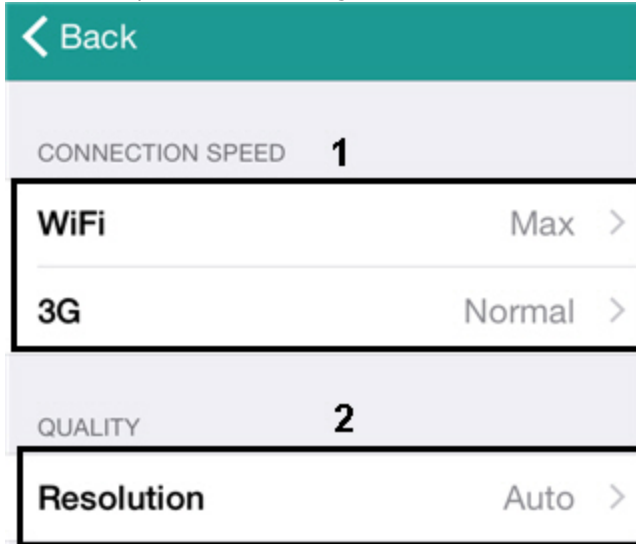 Back
CONNECTION SPEED 1
WiFi Max
3G Normal
QUALITY 2
Resolution Auto